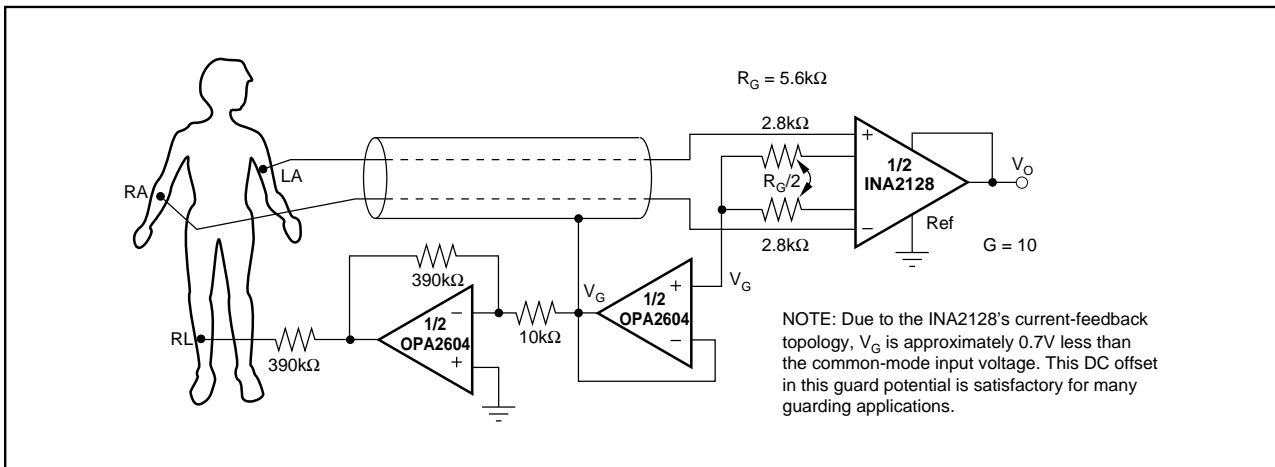 R_G = 5.6kΩ
2.8kΩ
+
1/2
INA2128
V_O
LA
RA
R_G/2
Ref
−
2.8kΩ
G = 10
390kΩ
V_G
+
V_G
1/2
OPA2604
−
10kΩ
−
1/2
OPA2604
+
RL
390kΩ
NOTE: Due to the INA2128's current-feedback
topology, V_G is approximately 0.7V less than
the common-mode input voltage. This DC offset
in this guard potential is satisfactory for many
guarding applications.